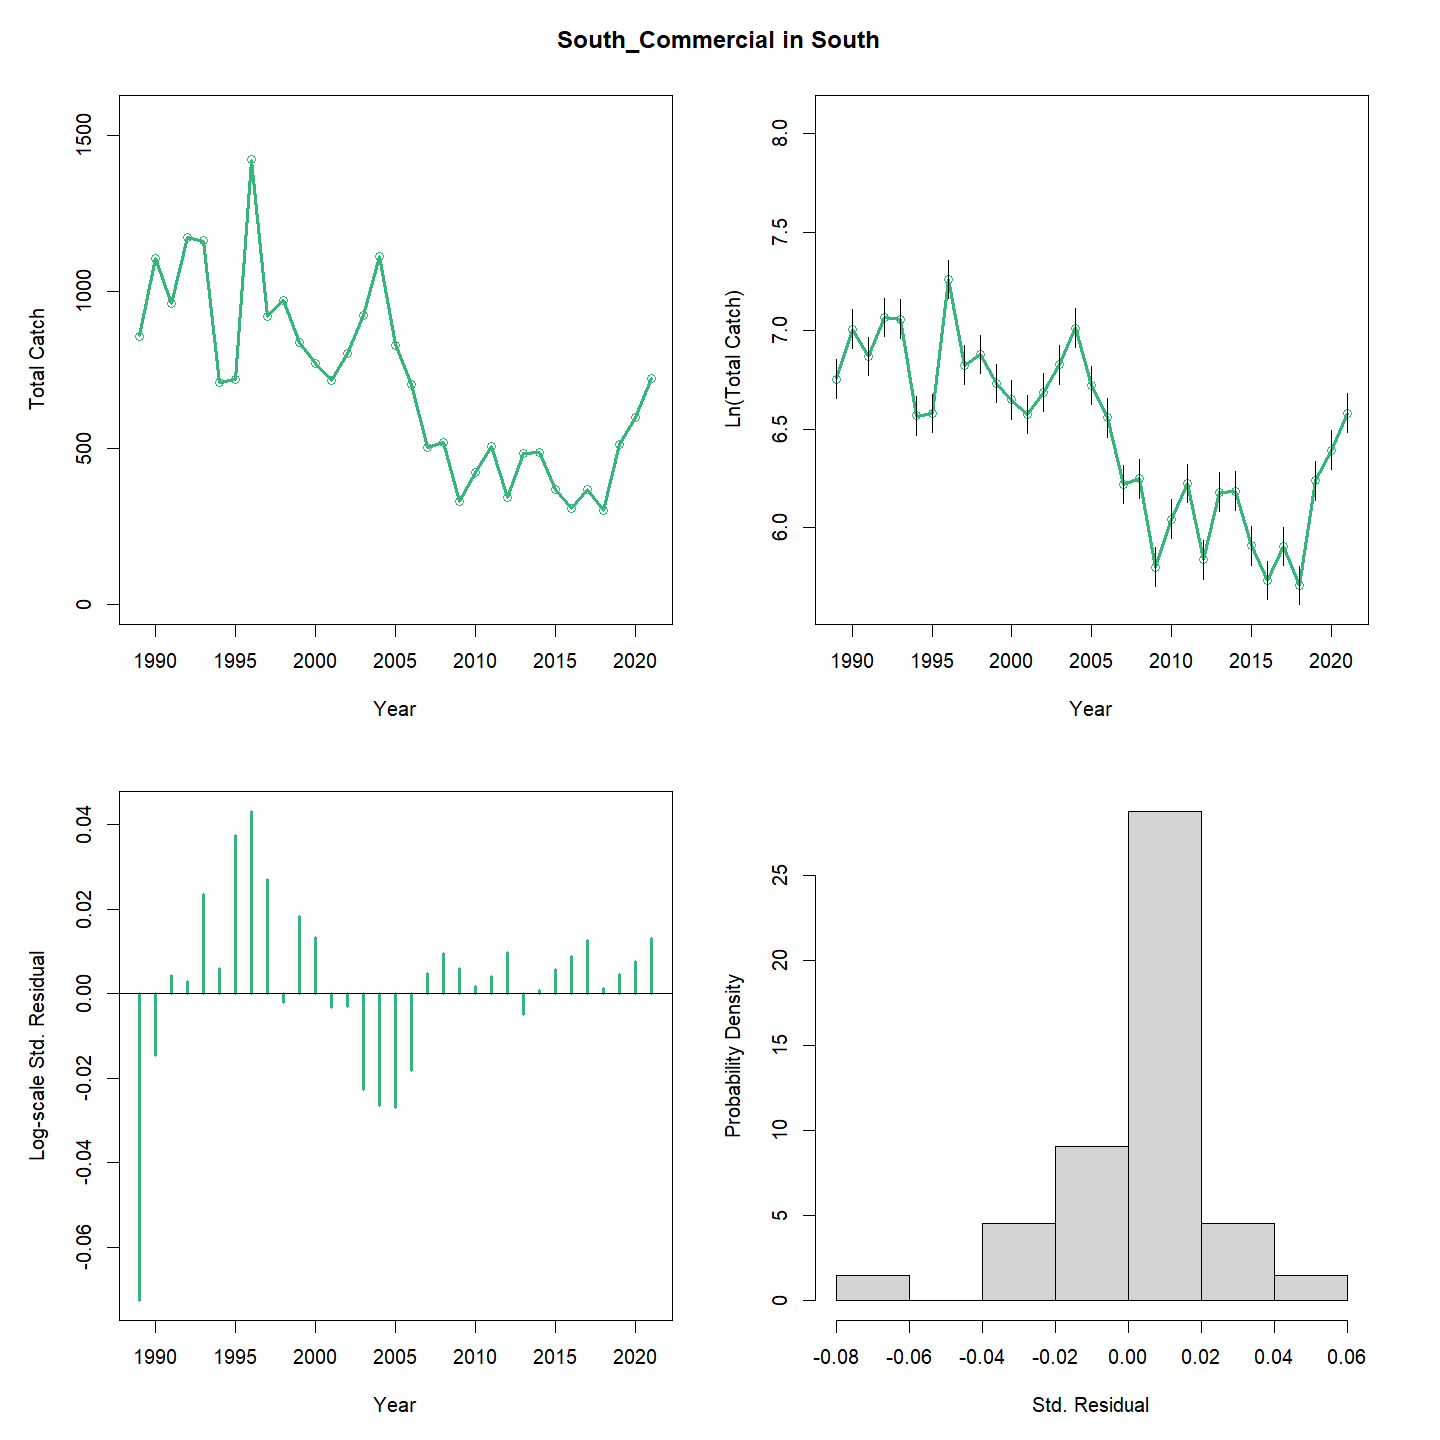 South_Commercial in South
Total Catch
0
500
1000
1500
1990 1995 2000 2005 2010 2015 2020
Year
Ln(Total Catch)
6.0
6.5
7.0
7.5
8.0
1990 1995 2000 2005 2010 2015 2020
Year
Log-scale Std. Residual
-0.06
-0.04
-0.02
0.00
0.02
0.04
1990 1995 2000 2005 2010 2015 2020
Year
Probability Density
0
5
10
15
20
25
-0.08 -0.06 -0.04 -0.02 0.00 0.02 0.04 0.06
Std. Residual